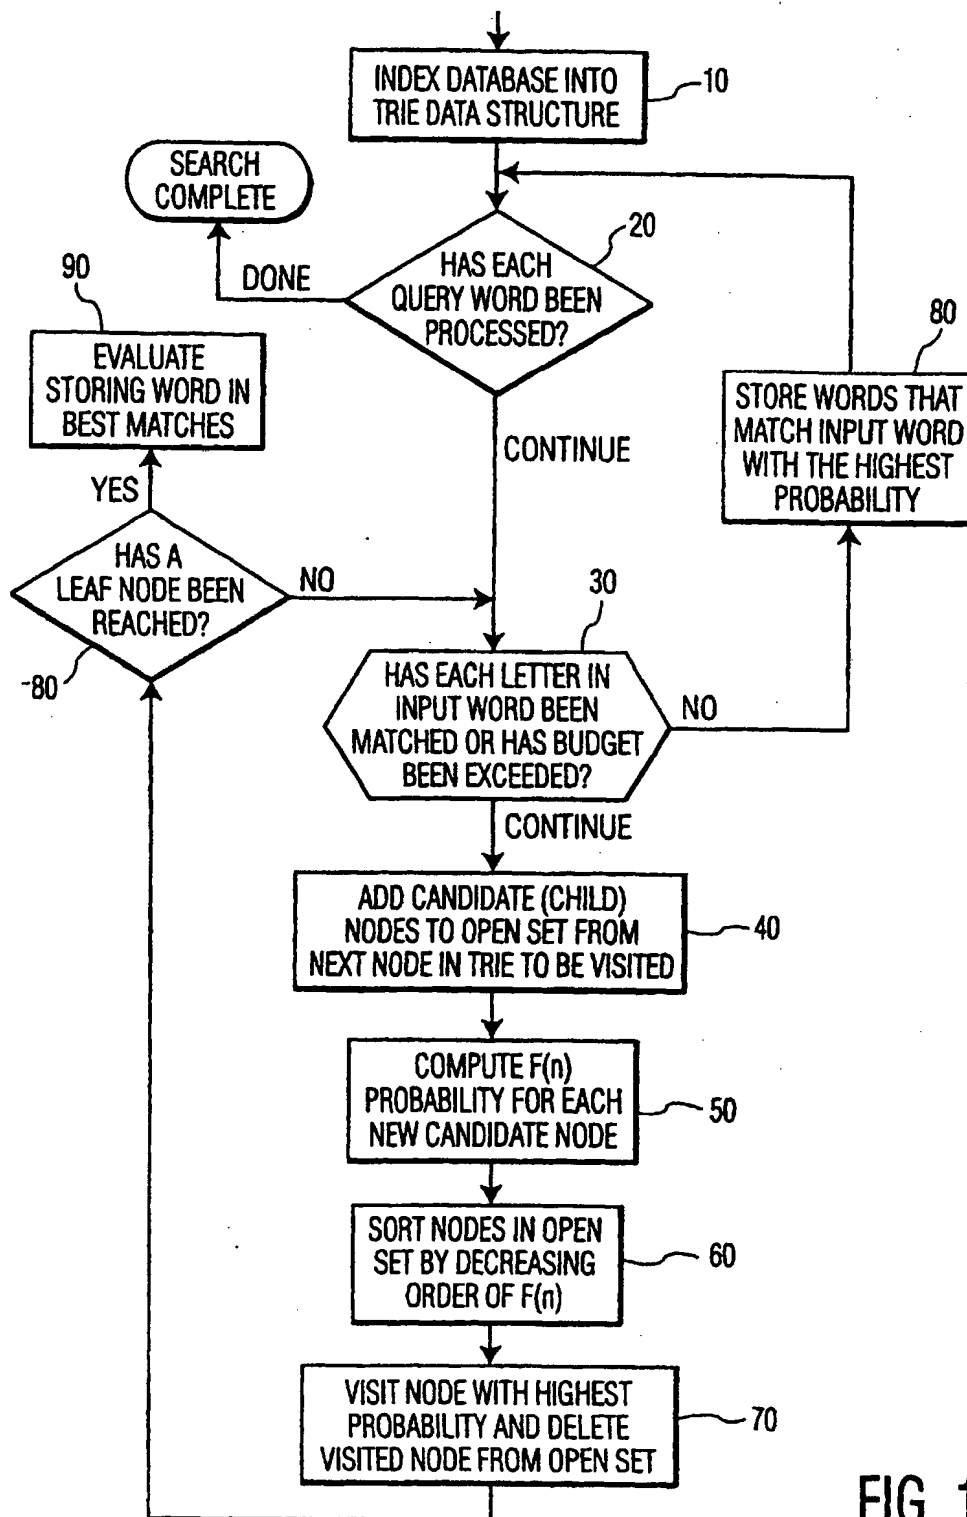 INDEX DATABASE INTO
TRIE DATA STRUCTURE
10
SEARCH
COMPLETE
20
HAS EACH
QUERY WORD BEEN
PROCESSED?
DONE
90
EVALUATE
STORING WORD IN
BEST MATCHES
80
STORE WORDS THAT
MATCH INPUT WORD
WITH THE HIGHEST
PROBABILITY
CONTINUE
YES
HAS A
LEAF NODE BEEN
REACHED?
NO
80
30
HAS EACH LETTER IN
INPUT WORD BEEN
MATCHED OR HAS BUDGET
BEEN EXCEEDED?
NO
CONTINUE
ADD CANDIDATE (CHILD)
NODES TO OPEN SET FROM
NEXT NODE IN TRIE TO BE VISITED
40
COMPUTE F(n)
PROBABILITY FOR EACH
NEW CANDIDATE NODE
50
SORT NODES IN OPEN
SET BY DECREASING
ORDER OF F(n)
60
VISIT NODE WITH HIGHEST
PROBABILITY AND DELETE
VISITED NODE FROM OPEN SET
70
FIG. 1